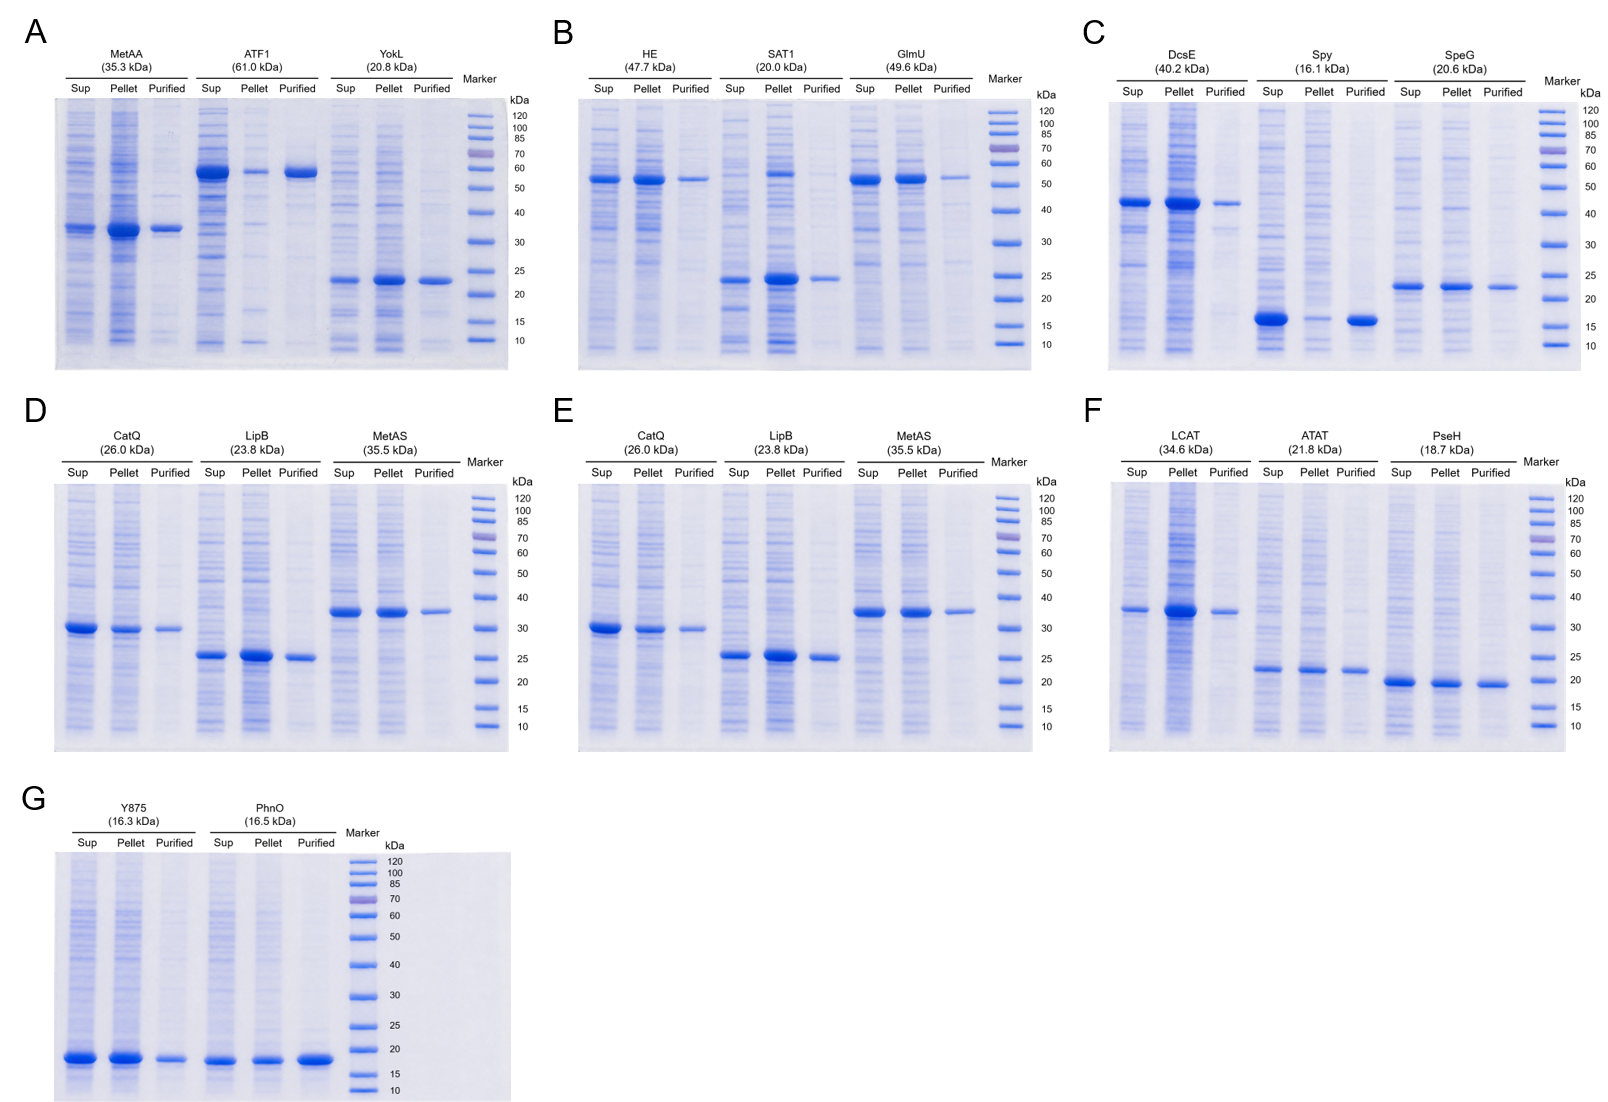 A
MetAA
(35.3 kDa)
ATF1
(61.0 kDa)
YokL
(20.8 kDa)
Marker
Sup Pellet Purified Sup Pellet Purified Sup Pellet Purified
kDa
120
100
85
70
60
50
40
30
25
20
15
10
B
HE
(47.7 kDa)
SAT1
(20.0 kDa)
GlmU
(49.6 kDa)
Marker
Sup Pellet Purified Sup Pellet Purified Sup Pellet Purified
kDa
120
100
85
70
60
50
40
30
25
20
15
10
C
DcsE
(40.2 kDa)
Spy
(16.1 kDa)
SpeG
(20.6 kDa)
Marker
Sup Pellet Purified Sup Pellet Purified Sup Pellet Purified
kDa
120
100
85
70
60
50
40
30
25
20
15
10
D
CatQ
(26.0 kDa)
LipB
(23.8 kDa)
MetAS
(35.5 kDa)
Marker
Sup Pellet Purified Sup Pellet Purified Sup Pellet Purified
kDa
120
100
85
70
60
50
40
30
25
20
15
10
E
CatQ
(26.0 kDa)
LipB
(23.8 kDa)
MetAS
(35.5 kDa)
Marker
Sup Pellet Purified Sup Pellet Purified Sup Pellet Purified
kDa
120
100
85
70
60
50
40
30
25
20
15
10
F
LCAT
(34.6 kDa)
ATAT
(21.8 kDa)
PseH
(18.7 kDa)
Marker
Sup Pellet Purified Sup Pellet Purified Sup Pellet Purified
kDa
120
100
85
70
60
50
40
30
25
20
15
10
G
Y875
(16.3 kDa)
PhnO
(16.5 kDa)
Marker
Sup Pellet Purified Sup Pellet Purified
kDa
120
100
85
70
60
50
40
30
25
20
15
10